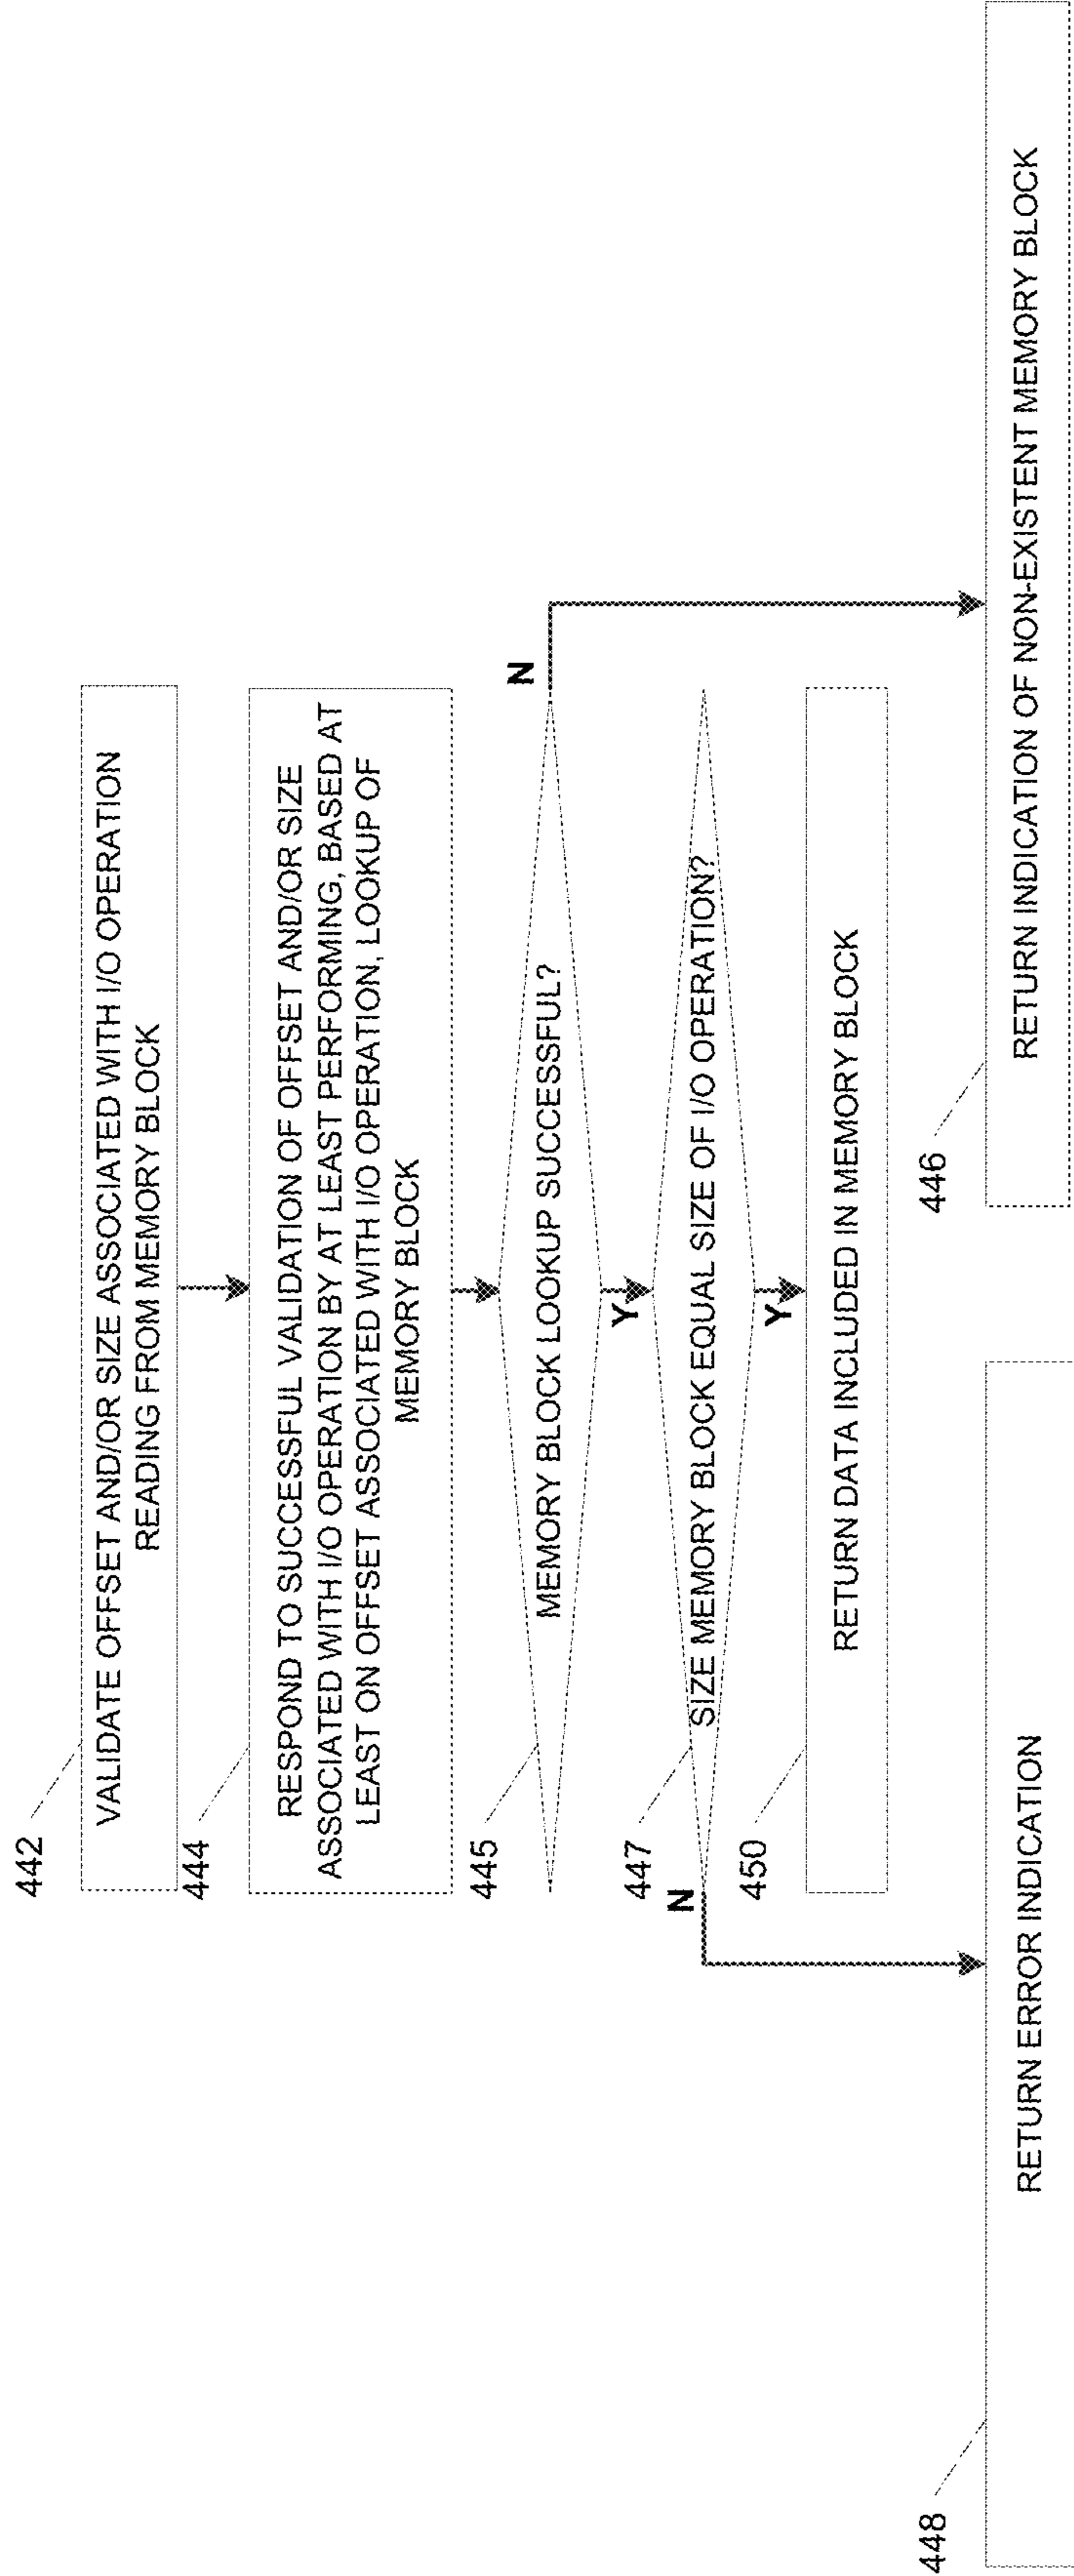 442
VALIDATE OFFSET AND/OR SIZE ASSOCIATED WITH I/O OPERATION
READING FROM MEMORY BLOCK
444
RESPOND TO SUCCESSFUL VALIDATION OF OFFSET AND/OR SIZE
ASSOCIATED WITH I/O OPERATION BY AT LEAST PERFORMING, BASED AT
LEAST ON OFFSET ASSOCIATED WITH I/O OPERATION, LOOKUP OF
MEMORY BLOCK
445
MEMORY BLOCK LOOKUP SUCCESSFUL?
N
Y
447
SIZE MEMORY BLOCK EQUAL SIZE OF I/O OPERATION?
N
Y
450
RETURN DATA INCLUDED IN MEMORY BLOCK
448
RETURN ERROR INDICATION
446
RETURN INDICATION OF NON-EXISTENT MEMORY BLOCK